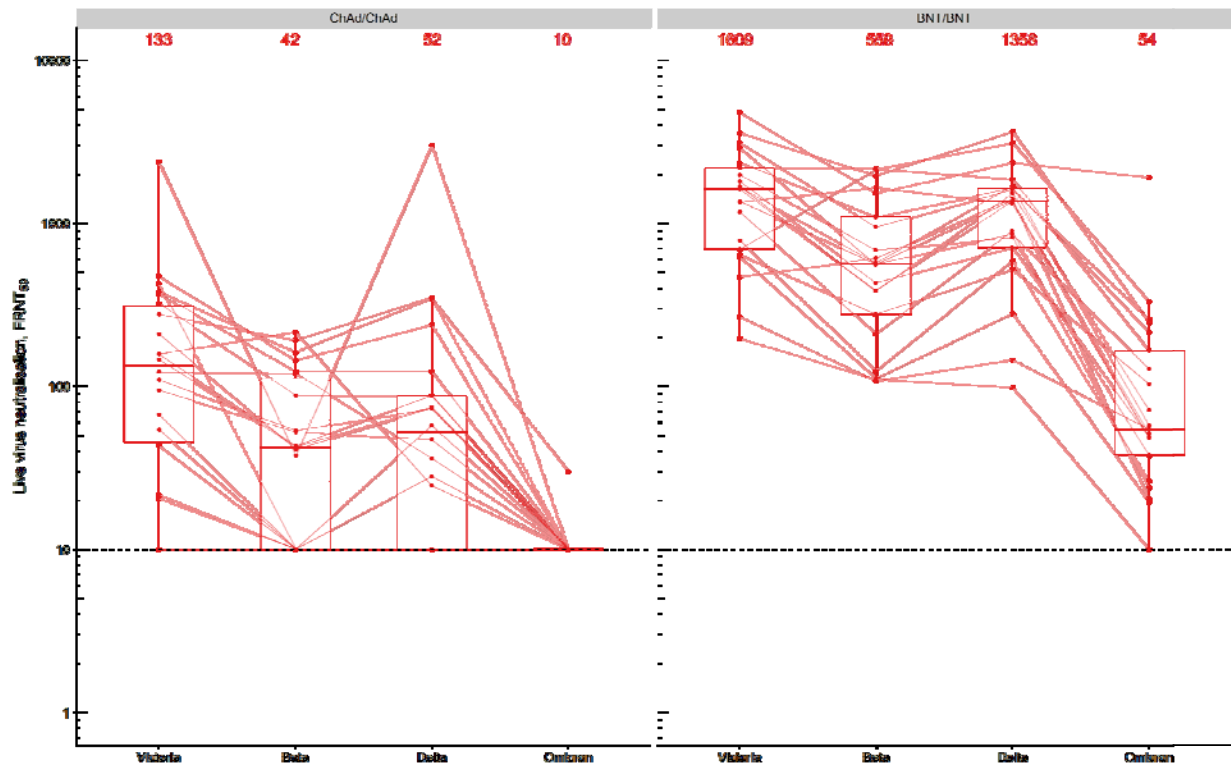 ChAd/ChAd
BNT/BNT
133 42 52 10
1609 558 1358 54
10000
1000
100
10
1
Live virus neutralisation, FRNT50
Victoria Beta Delta Omicron
Victoria Beta Delta Omicron